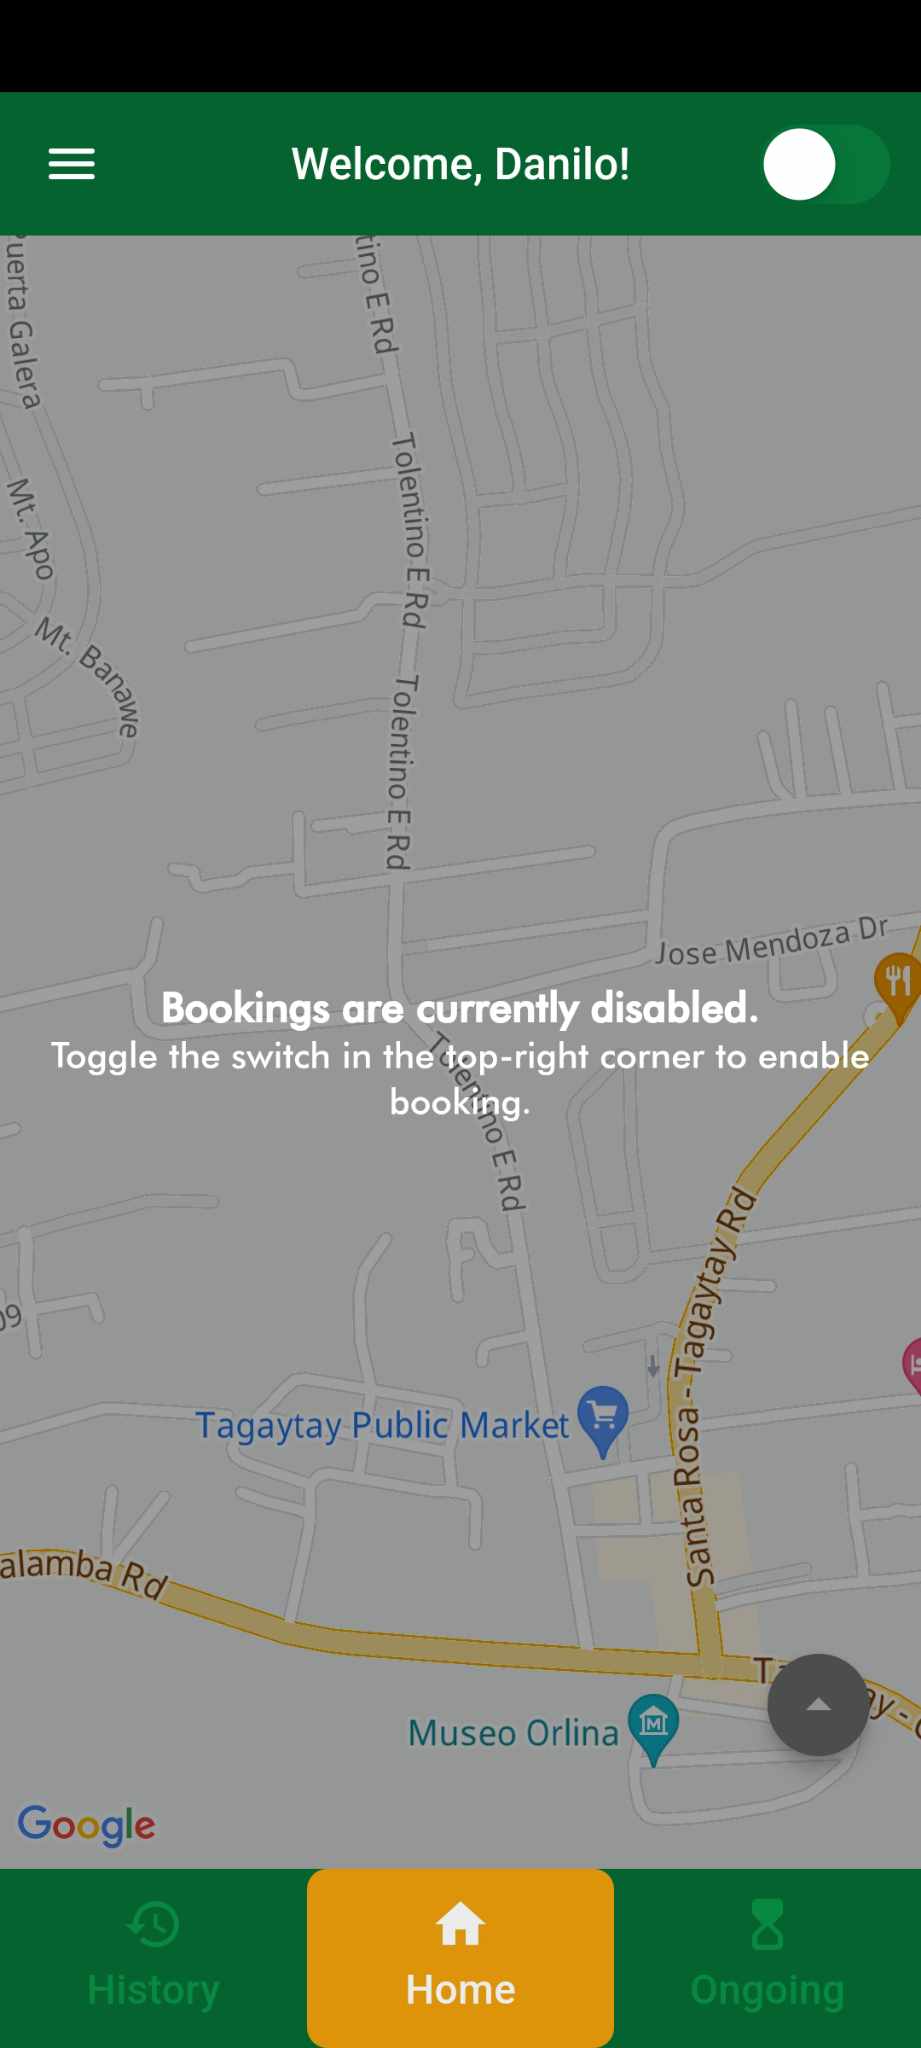 Welcome, Danilo!
Puerta Galera
tino E Rd
Tolentino E Rd
Mt. Apo
Mt. Banawe
Tolentino E Rd
Jose Mendoza Dr
Bookings are currently disabled.
Toggle the switch in the top-right corner to enable
booking.
Tolentino E Rd
Santa Rosa - Tagaytay Rd
09
Tagaytay Public Market
alamba Rd
Museo Orlina
Google
History
Home
Ongoing